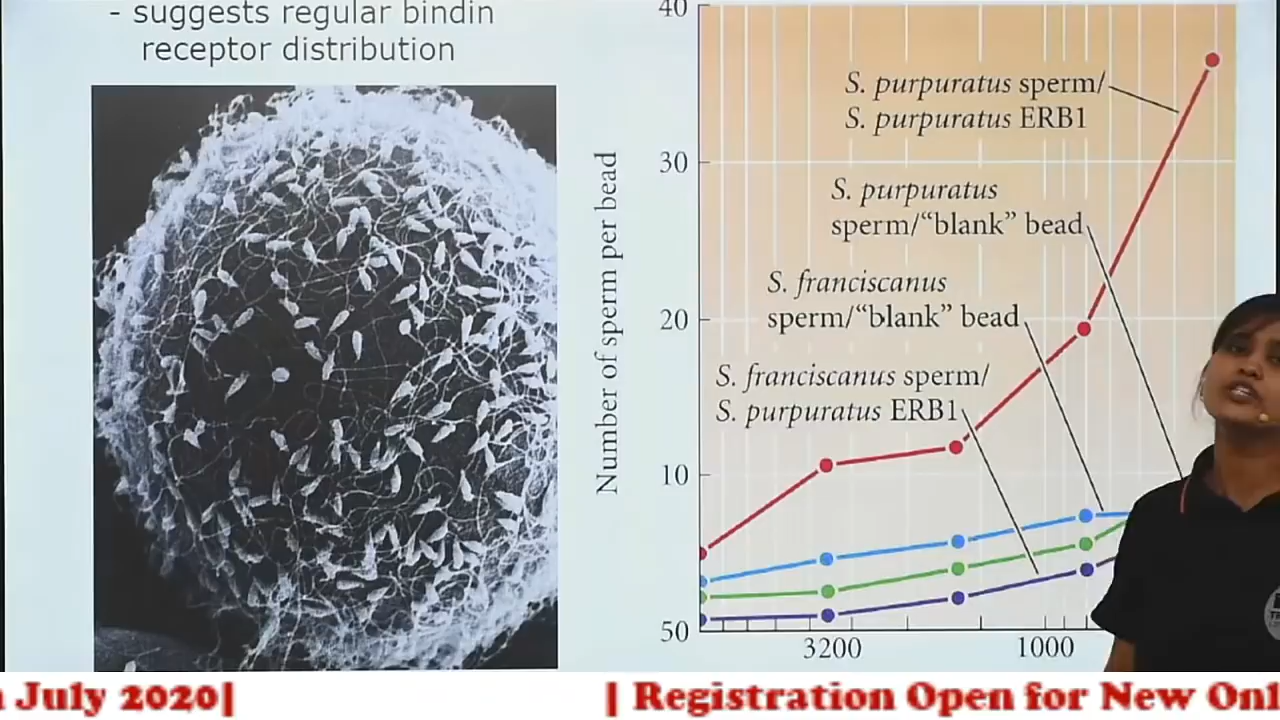 - suggests regular bindin
receptor distribution
Number of sperm per bead
40
30
20
10
50
S. purpuratus sperm/
S. purpuratus ERB1
S. purpuratus
sperm/“blank” bead
S. franciscanus
sperm/“blank” bead
S. franciscanus sperm/
S. purpuratus ERB1
3200
1000
July 2020|
| Registration Open for New Onl